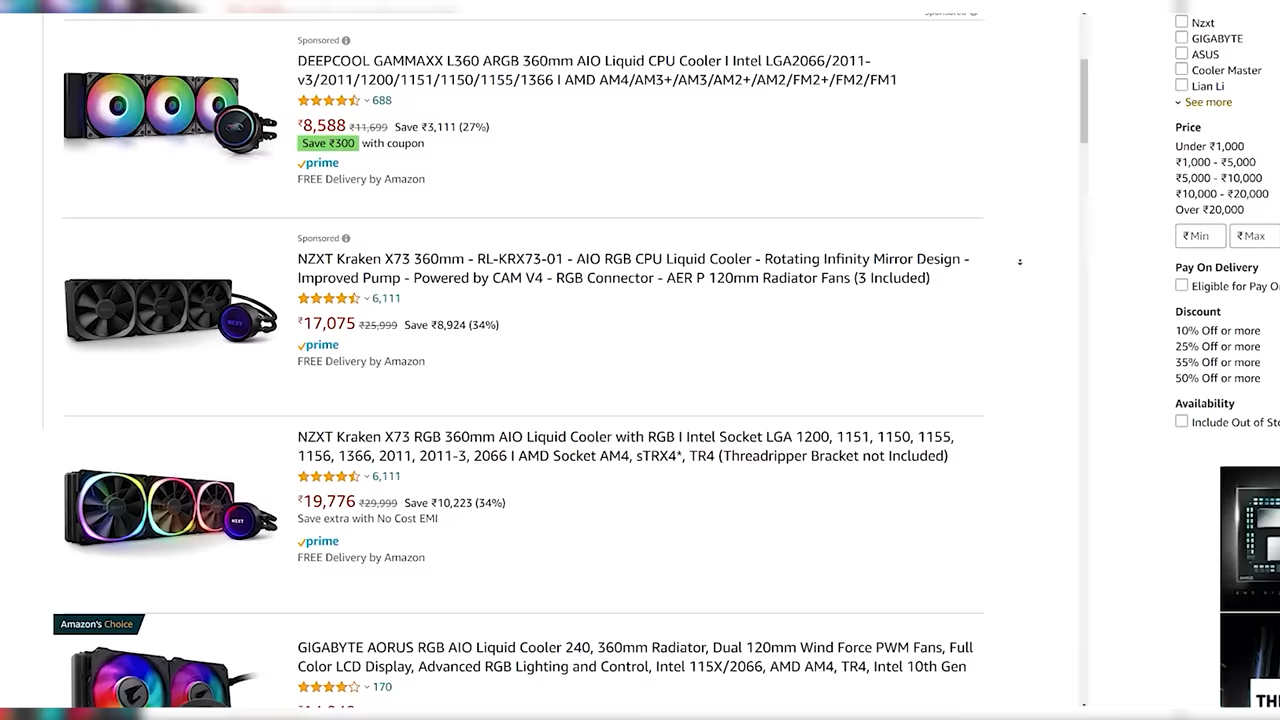 Sponsored
DEEPCOOL GAMMAXX L360 ARGB 360mm AIO Liquid CPU Cooler I Intel LGA2066/2011-
v3/2011/1200/1151/1150/1155/1366 I AMD AM4/AM3+/AM3/AM2+/AM2/FM2+/FM2/FM1
688
₹8,588 ₹11,699 Save ₹3,111 (27%)
Save ₹300 with coupon
prime
FREE Delivery by Amazon
Sponsored
NZXT Kraken X73 360mm - RL-KRX73-01 - AIO RGB CPU Liquid Cooler - Rotating Infinity Mirror Design -
Improved Pump - Powered by CAM V4 - RGB Connector - AER P 120mm Radiator Fans (3 Included)
6,111
₹17,075 ₹25,999 Save ₹8,924 (34%)
prime
FREE Delivery by Amazon
NZXT
NZXT Kraken X73 RGB 360mm AIO Liquid Cooler with RGB I Intel Socket LGA 1200, 1151, 1150, 1155,
1156, 1366, 2011, 2011-3, 2066 I AMD Socket AM4, sTRX4*, TR4 (Threadripper Bracket not Included)
6,111
₹19,776 ₹29,999 Save ₹10,223 (34%)
Save extra with No Cost EMI
prime
FREE Delivery by Amazon
NZXT
Amazon's Choice
GIGABYTE AORUS RGB AIO Liquid Cooler 240, 360mm Radiator, Dual 120mm Wind Force PWM Fans, Full
Color LCD Display, Advanced RGB Lighting and Control, Intel 115X/2066, AMD AM4, TR4, Intel 10th Gen
170
Nzxt
GIGABYTE
ASUS
Cooler Master
Lian Li
See more
Price
Under ₹1,000
₹1,000 - ₹5,000
₹5,000 - ₹10,000
₹10,000 - ₹20,000
Over ₹20,000
₹ Min ₹ Max
Pay On Delivery
Eligible for Pay O
Discount
10% Off or more
25% Off or more
35% Off or more
50% Off or more
Availability
Include Out of Sto
AMD
TH